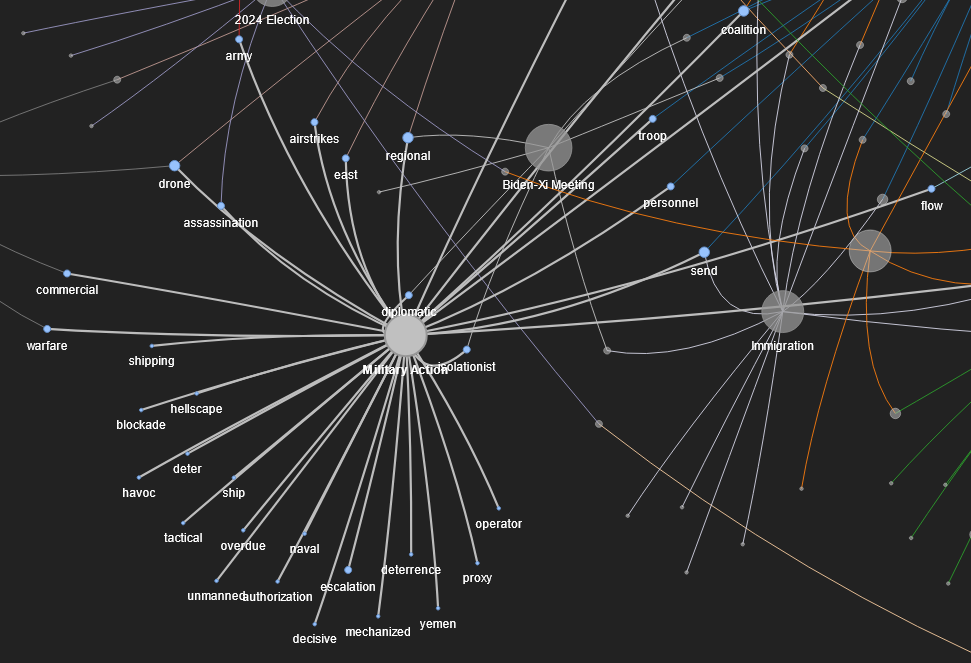 2024 Election
coalition
army
airstrikes
troop
regional
east
drone
Biden-Xi Meeting
personnel
flow
assassination
send
commercial
diplomatic
warfare
Immigration
shipping
Military Action
isolationist
hellscape
blockade
deter
havoc
ship
operator
tactical
overdue
naval
deterrence
proxy
escalation
unmanned
authorization
yemen
mechanized
decisive